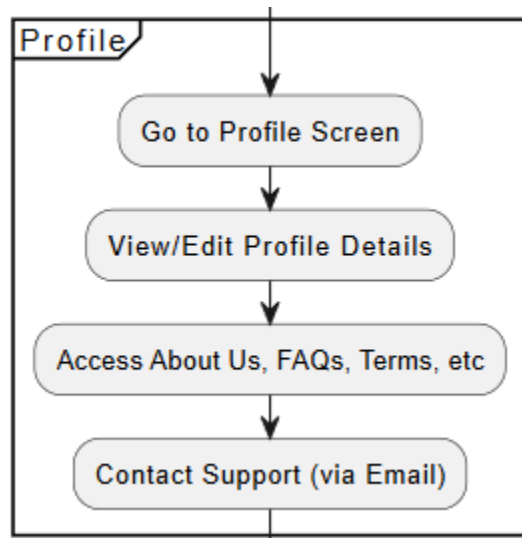 Profile
Go to Profile Screen
View/Edit Profile Details
Access About Us, FAQs, Terms, etc
Contact Support (via Email)